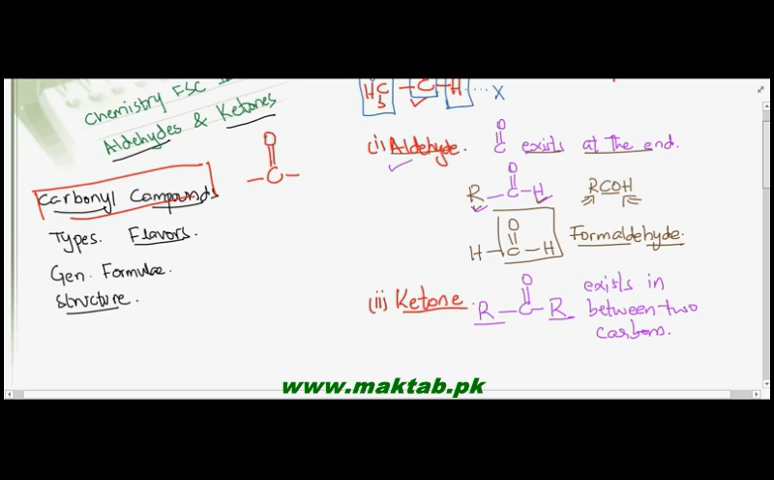 Chemistry FSC
Aldehydes & Ketones
O
-C-
Carbonyl Compounds
Types. Flavors.
Gen. Formulae.
Structure.
H3C -C-H ... X
(i) Aldehyde. O
C exists at The end.
O
R-C-H RCOH
O
H-C-H Formaldehyde.
(ii) Ketone. O
R-C-R exists in
between two
carbons.
www.maktab.pk